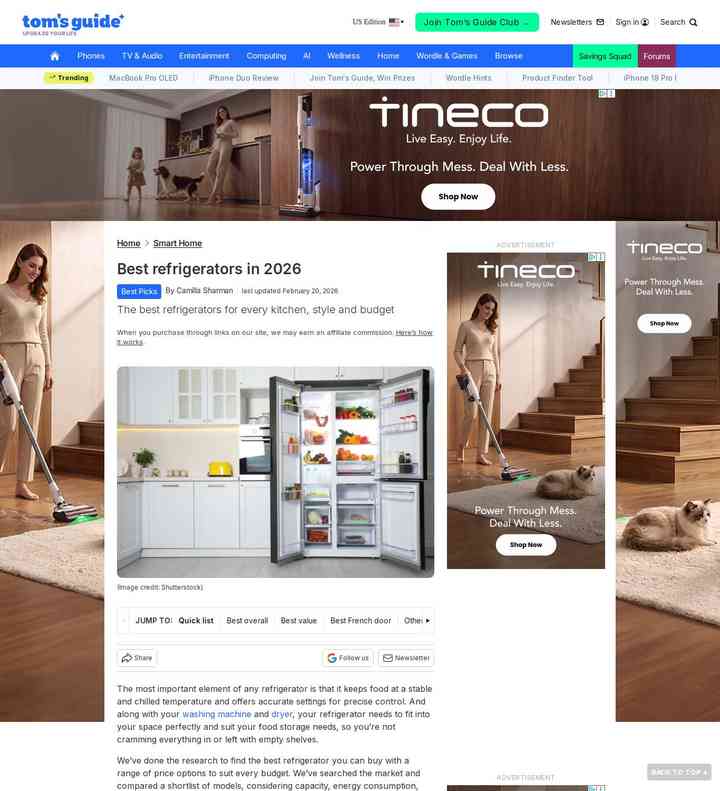 tom's guide
UPGRADE YOUR LIFE
US Edition
Join Tom's Guide Club →
Newsletters
Sign in
Search
Phones
TV & Audio
Entertainment
Computing
AI
Wellness
Home
Wordle & Games
Browse
Savings Squad
Forums
Trending
MacBook Pro OLED
iPhone Duo Review
Join Tom's Guide, Win Prizes
Wordle Hints
Product Finder Tool
iPhone 18 Pro
TINECO
Live Easy. Enjoy Life.
Power Through Mess. Deal With Less.
Shop Now
Home > Smart Home
Best refrigerators in 2026
Best Picks
By Camilla Sharman
last updated February 20, 2026
The best refrigerators for every kitchen, style and budget
When you purchase through links on our site, we may earn an affiliate commission. Here's how
it works.
(Image credit: Shutterstock)
JUMP TO:
Quick list
Best overall
Best value
Best French door
Other
Share
Follow us
Newsletter
The most important element of any refrigerator is that it keeps food at a stable
and chilled temperature and offers accurate settings for precise control. And
along with your washing machine and dryer, your refrigerator needs to fit into
your space perfectly and suit your food storage needs, so you're not
cramming everything in or left with empty shelves.
We've done the research to find the best refrigerator you can buy with a
range of price options to suit every budget. We've searched the market and
compared a shortlist of models, considering capacity, energy consumption,
ADVERTISEMENT
TINECO
Live Easy. Enjoy Life.
Power Through Mess.
Deal With Less.
Shop Now
ADVERTISEMENT
TINECO
Live Easy. Enjoy Life.
Power Through Mess.
Deal With Less.
Shop Now
BACK TO TOP